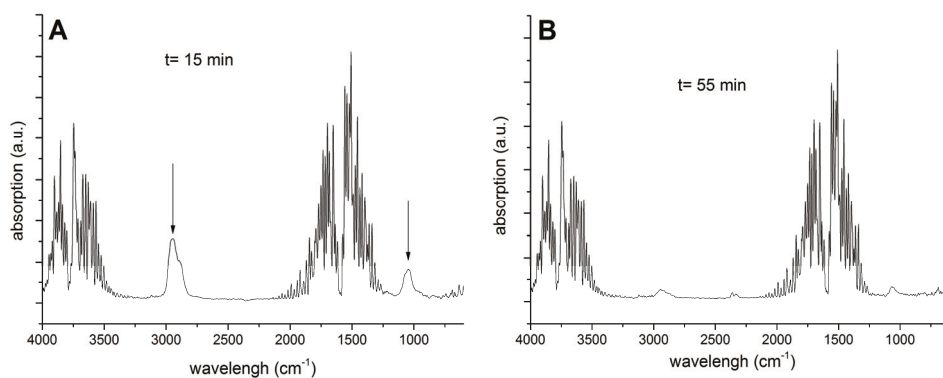 A
t= 15 min
absorption (a.u.)
4000 3500 3000 2500 2000 1500 1000
wavelengh (cm-1)
B
t= 55 min
absorption (a.u.)
4000 3500 3000 2500 2000 1500 1000
wavelengh (cm-1)